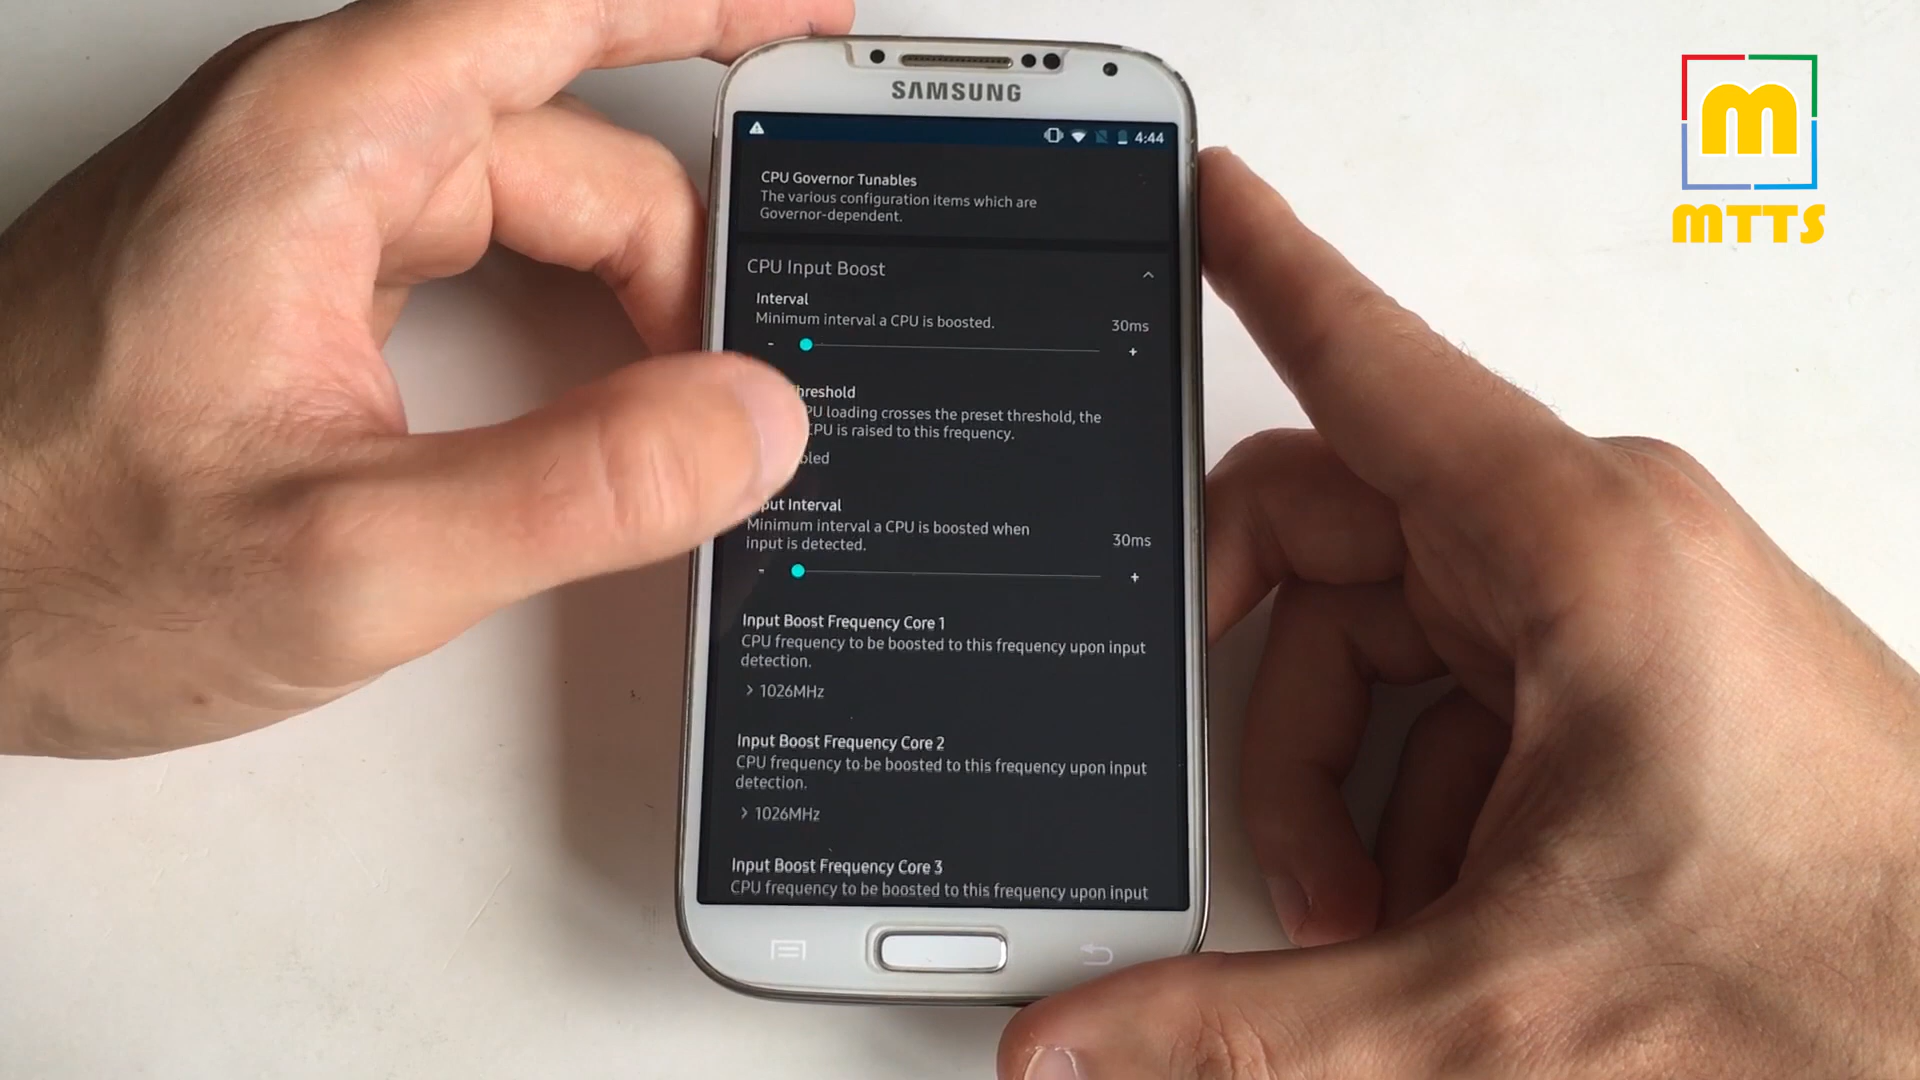 SAMSUNG
4:44
CPU Governor Tunables
The various configuration items which are
Governor-dependent.
CPU Input Boost
Interval
Minimum interval a CPU is boosted.
30ms
-
+
loading crosses the preset threshold, the
is raised to this frequency.
Interval
Minimum interval a CPU is boosted when
input is detected.
30ms
-
+
Input Boost Frequency Core 1
CPU frequency to be boosted to this frequency upon input
detection.
> 1026MHz
Input Boost Frequency Core 2
CPU frequency to be boosted to this frequency upon input
detection.
> 1026MHz
Input Boost Frequency Core 3
CPU frequency to be boosted to this frequency upon input
M
MTTS